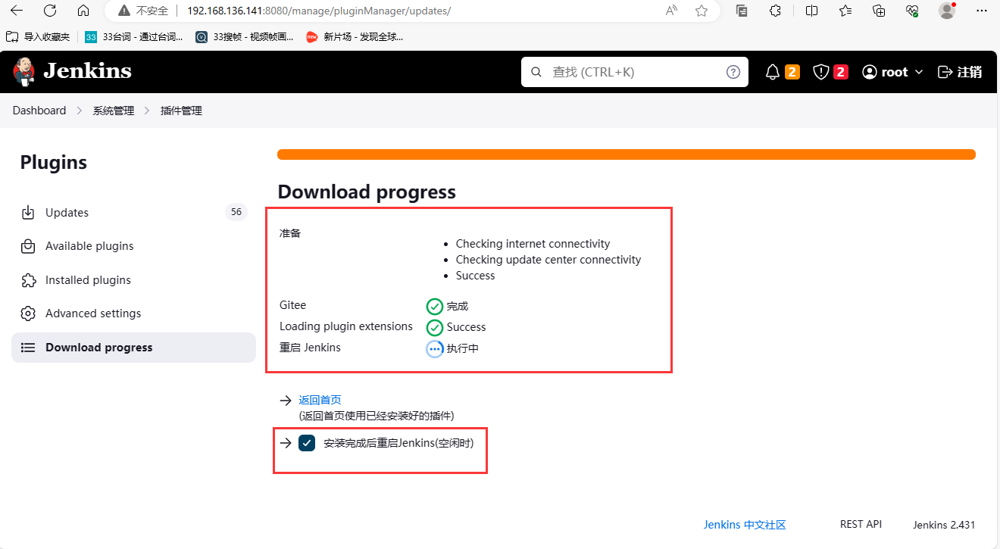 不安全 192.168.136.141:8080/manage/pluginManager/updates/
导入收藏夹 33 33台词 - 通过台词... 33搜帧 - 视频帧画... new 新片场 - 发现全球...
Jenkins 查找 (CTRL+K) 2 2 root 注销
Dashboard 系统管理 插件管理
Plugins
Updates 56
Available plugins
Installed plugins
Advanced settings
Download progress
Download progress
准备
Checking internet connectivity
Checking update center connectivity
Success
Gitee 完成
Loading plugin extensions Success
重启 Jenkins 执行中
返回首页
(返回首页使用已经安装好的插件)
安装完成后重启Jenkins(空闲时)
Jenkins 中文社区 REST API Jenkins 2.431